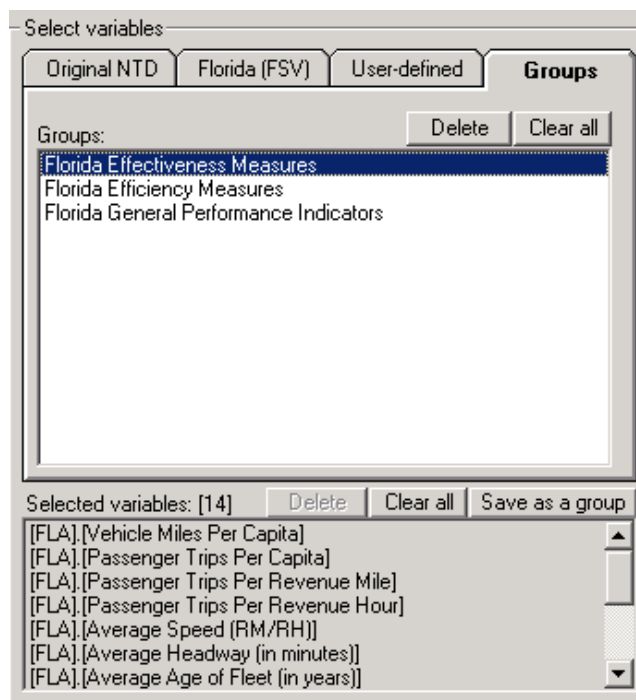 Select variables
Original NTD Florida (FSV) User-defined Groups
Groups: Delete Clear all
Florida Effectiveness Measures
Florida Efficiency Measures
Florida General Performance Indicators
Selected variables: [14] Delete Clear all Save as a group
[FLA].[Vehicle Miles Per Capita]
[FLA].[Passenger Trips Per Capita]
[FLA].[Passenger Trips Per Revenue Mile]
[FLA].[Passenger Trips Per Revenue Hour]
[FLA].[Average Speed (RM/RH)]
[FLA].[Average Headway (in minutes)]
[FLA].[Average Age of Fleet (in years)]